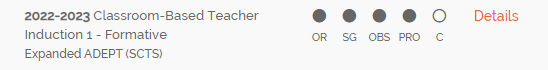 2022-2023 Classroom-Based Teacher
Induction 1 - Formative
Expanded ADEPT (SCTS)
OR SG OBS PRO C
Details